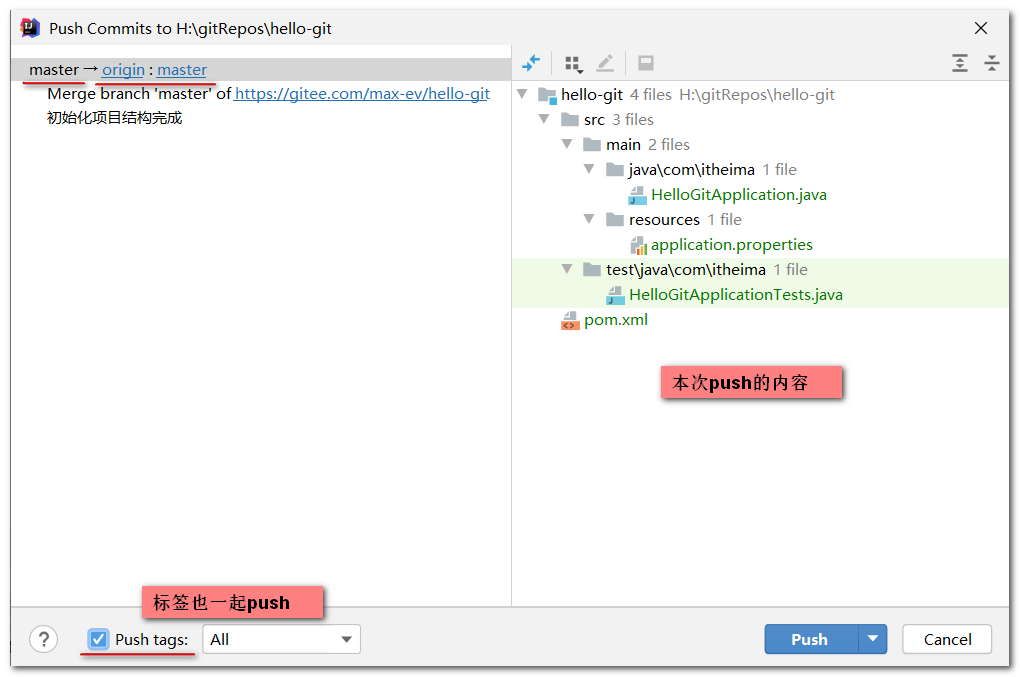 Push Commits to H:\gitRepos\hello-git
master → origin : master
Merge branch 'master' of https://gitee.com/max-ev/hello-git
初始化项目结构完成
hello-git 4 files H:\gitRepos\hello-git
src 3 files
main 2 files
java\com\itheima 1 file
HelloGitApplication.java
resources 1 file
application.properties
test\java\com\itheima 1 file
HelloGitApplicationTests.java
pom.xml
本次push的内容
标签也一起push
? Push tags: All
Push
Cancel